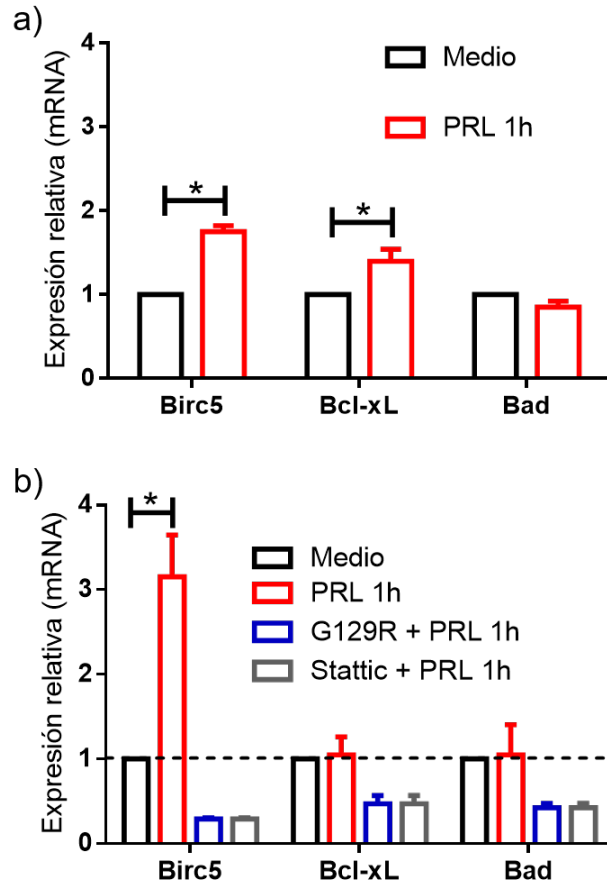 a)
Expresión relativa (mRNA)
4
3
2
1
0
Medio
PRL 1h
*
*
Birc5
Bcl-xL
Bad
b)
Expresión relativa (mRNA)
4
3
2
1
0
*
Medio
PRL 1h
G129R + PRL 1h
Stattic + PRL 1h
Birc5
Bcl-xL
Bad